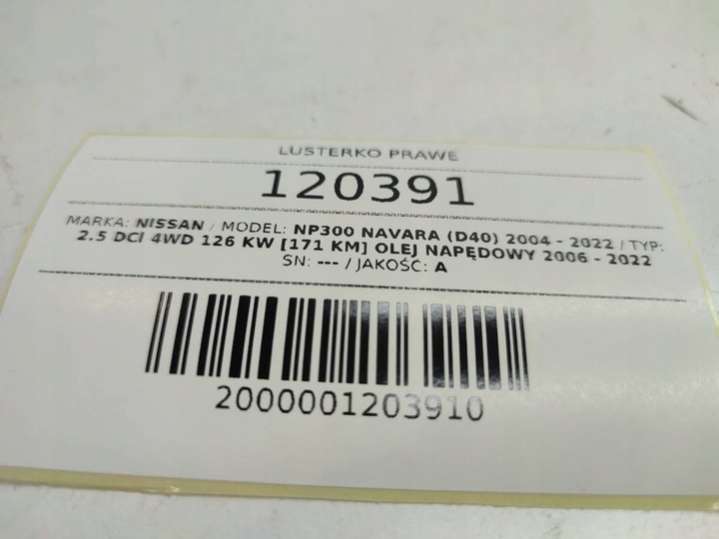 LUSTERKO PRAWE
120391
MARKA: NISSAN / MODEL: NP300 NAVARA (D40) 2004 - 2022 / TYP:
2.5 DCI 4WD 126 KW [171 KM] OLEJ NAPĘDOWY 2006 - 2022
SN: --- / JAKOŚĆ: A
2000001203910